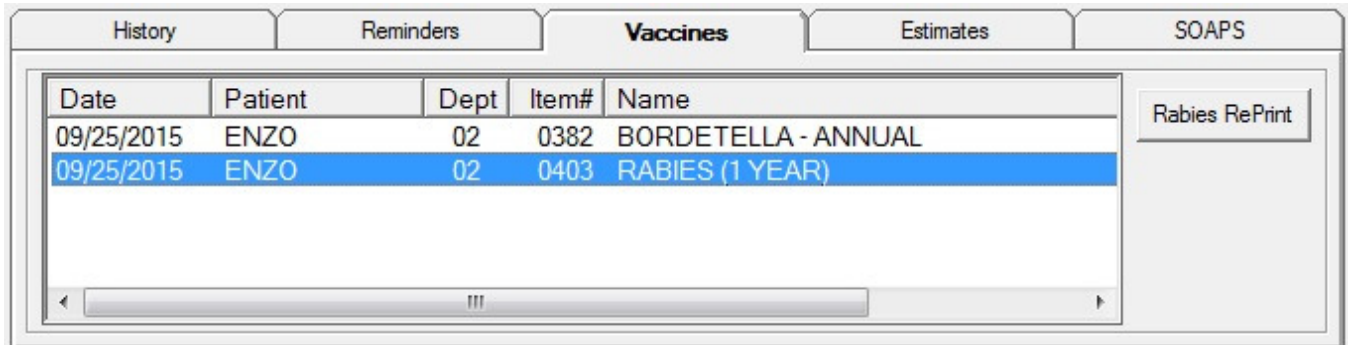 History Reminders Vaccines Estimates SOAPS
Date Patient Dept Item# Name
Rabies RePrint
09/25/2015 ENZO 02 0382 BORDETELLA - ANNUAL
09/25/2015 ENZO 02 0403 RABIES (1 YEAR)